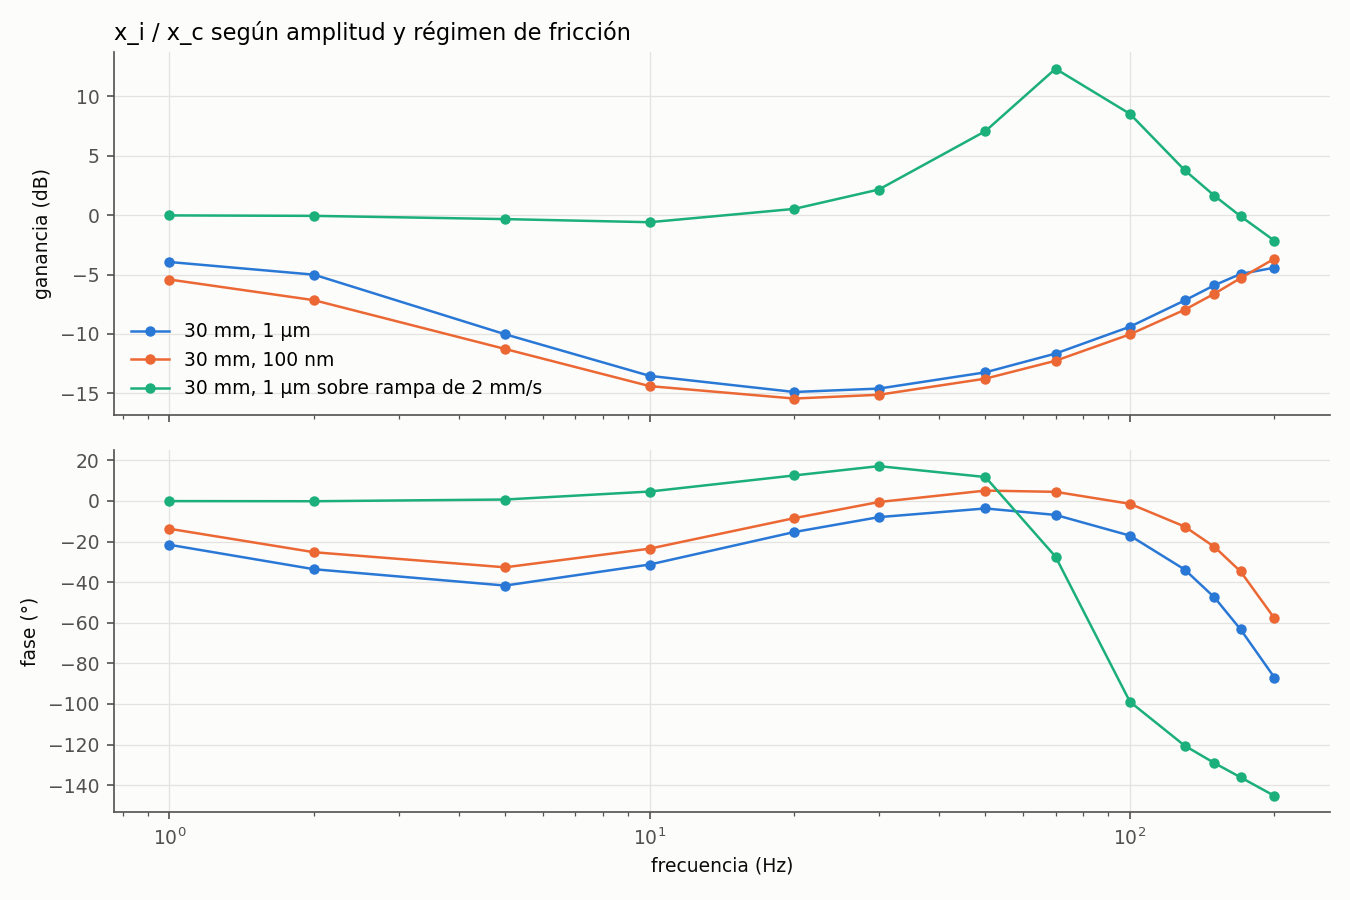 x_i / x_c según amplitud y régimen de fricción
ganancia (dB)
10
5
0
−5
−10
−15
30 mm, 1 µm
30 mm, 100 nm
30 mm, 1 µm sobre rampa de 2 mm/s
fase (°)
20
0
−20
−40
−60
−80
−100
−120
−140
10⁰ 10¹ 10²
frecuencia (Hz)